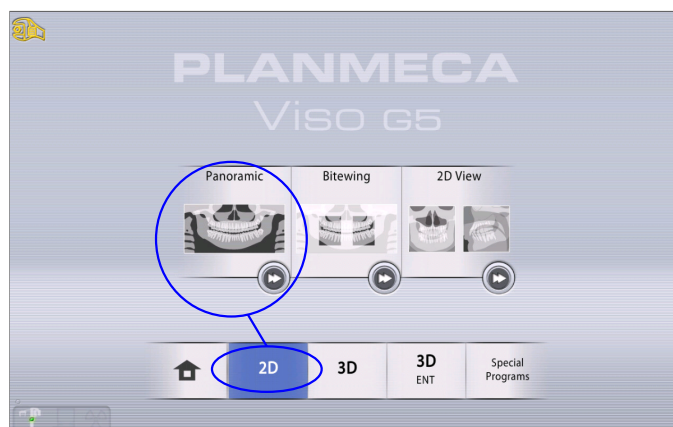 PLANMECA
Viso G5
Panoramic
Bitewing
2D View
2D
3D
3D
ENT
Special
Programs